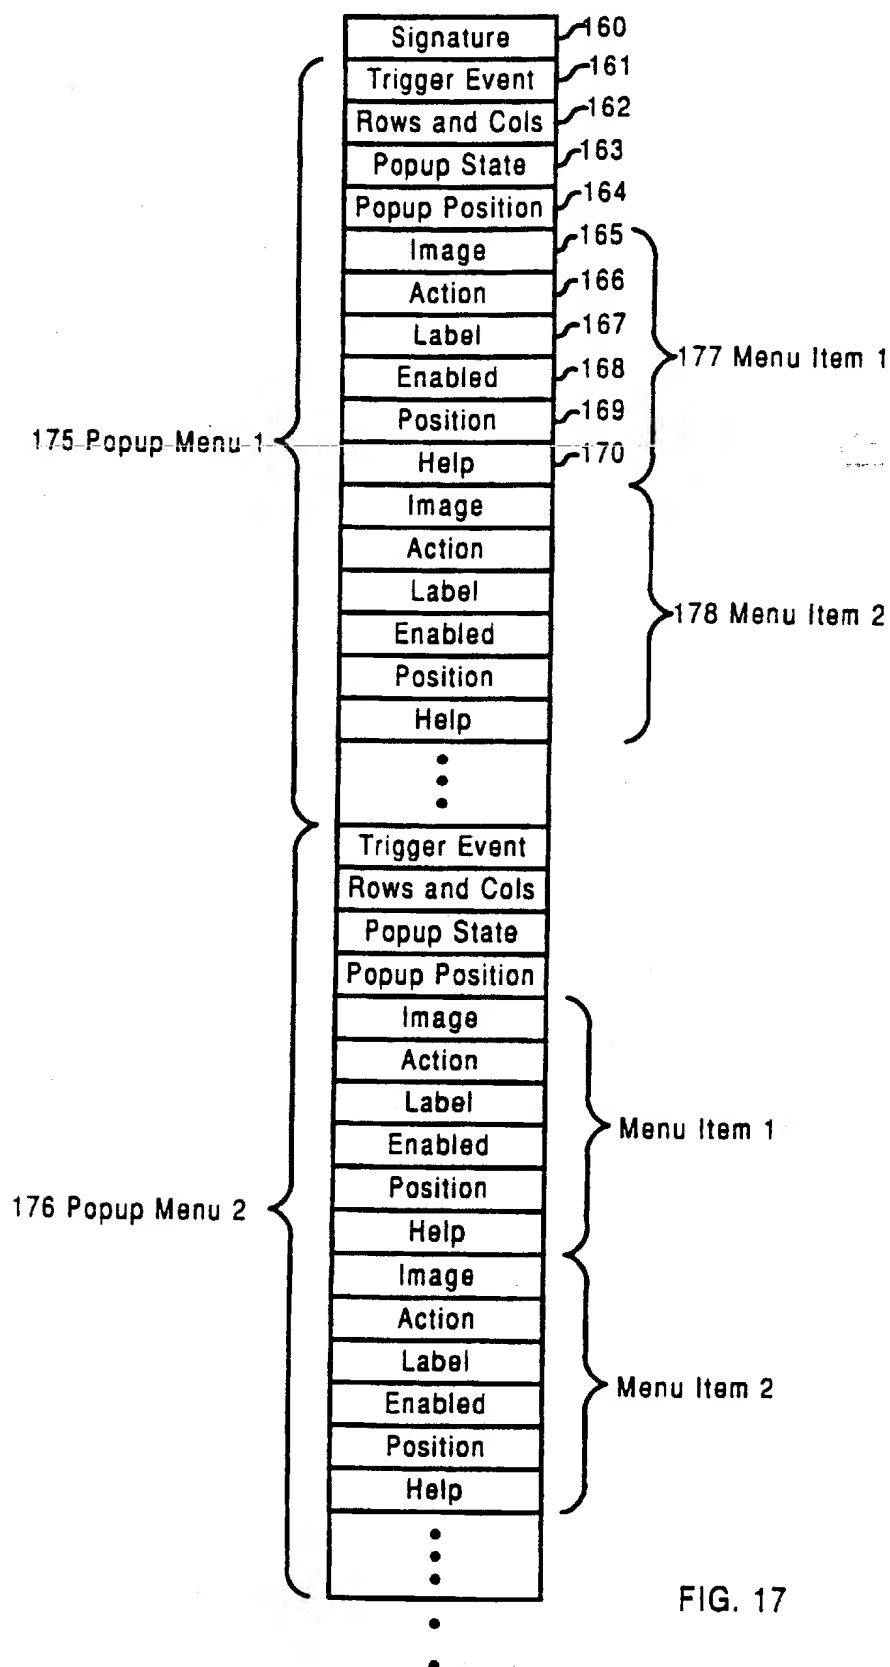 Signature 160
Trigger Event 161
Rows and Cols 162
Popup State 163
Popup Position 164
Image 165
Action 166
Label 167
177 Menu Item 1
Enabled 168
Position 169
175 Popup Menu 1
Help 170
Image
Action
Label
178 Menu Item 2
Enabled
Position
Help
Trigger Event
Rows and Cols
Popup State
Popup Position
Image
Action
Label
Menu Item 1
Enabled
Position
176 Popup Menu 2
Help
Image
Action
Label
Menu Item 2
Enabled
Position
Help
FIG. 17